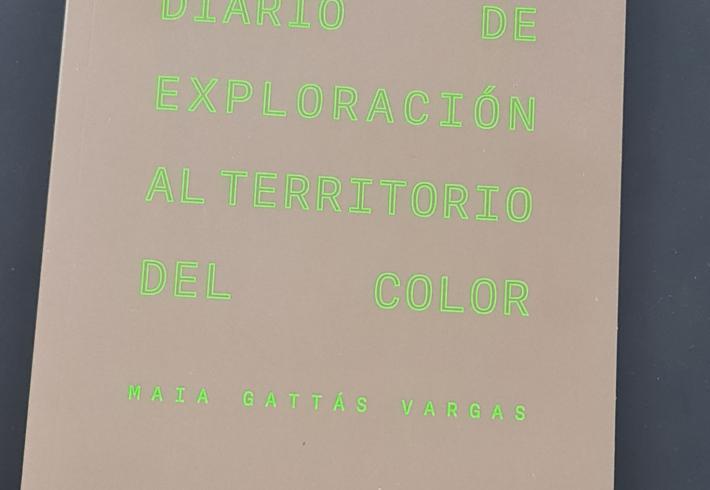 DIARIO DE
EXPLORACIÓN
AL TERRITORIO
DEL COLOR
MAIA GATTÁS VARGAS